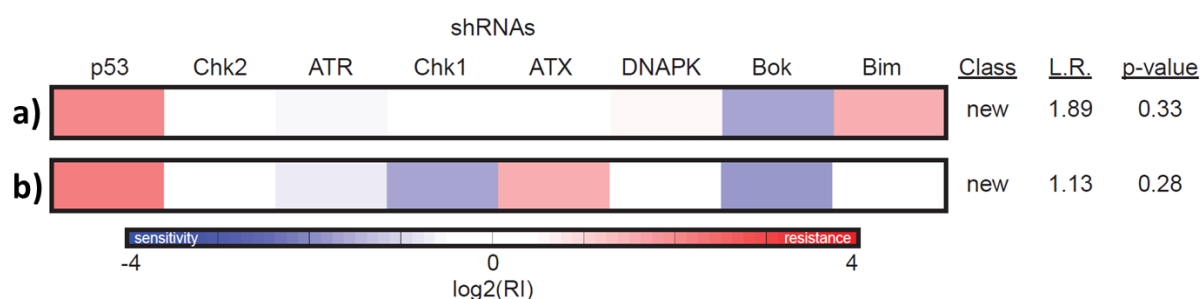 shRNAs
p53 Chk2 ATR Chk1 ATX DNAPK Bok Bim Class L.R. p-value
a) new 1.89 0.33
b) new 1.13 0.28
sensitivity resistance
-4 0 4
log2(RI)